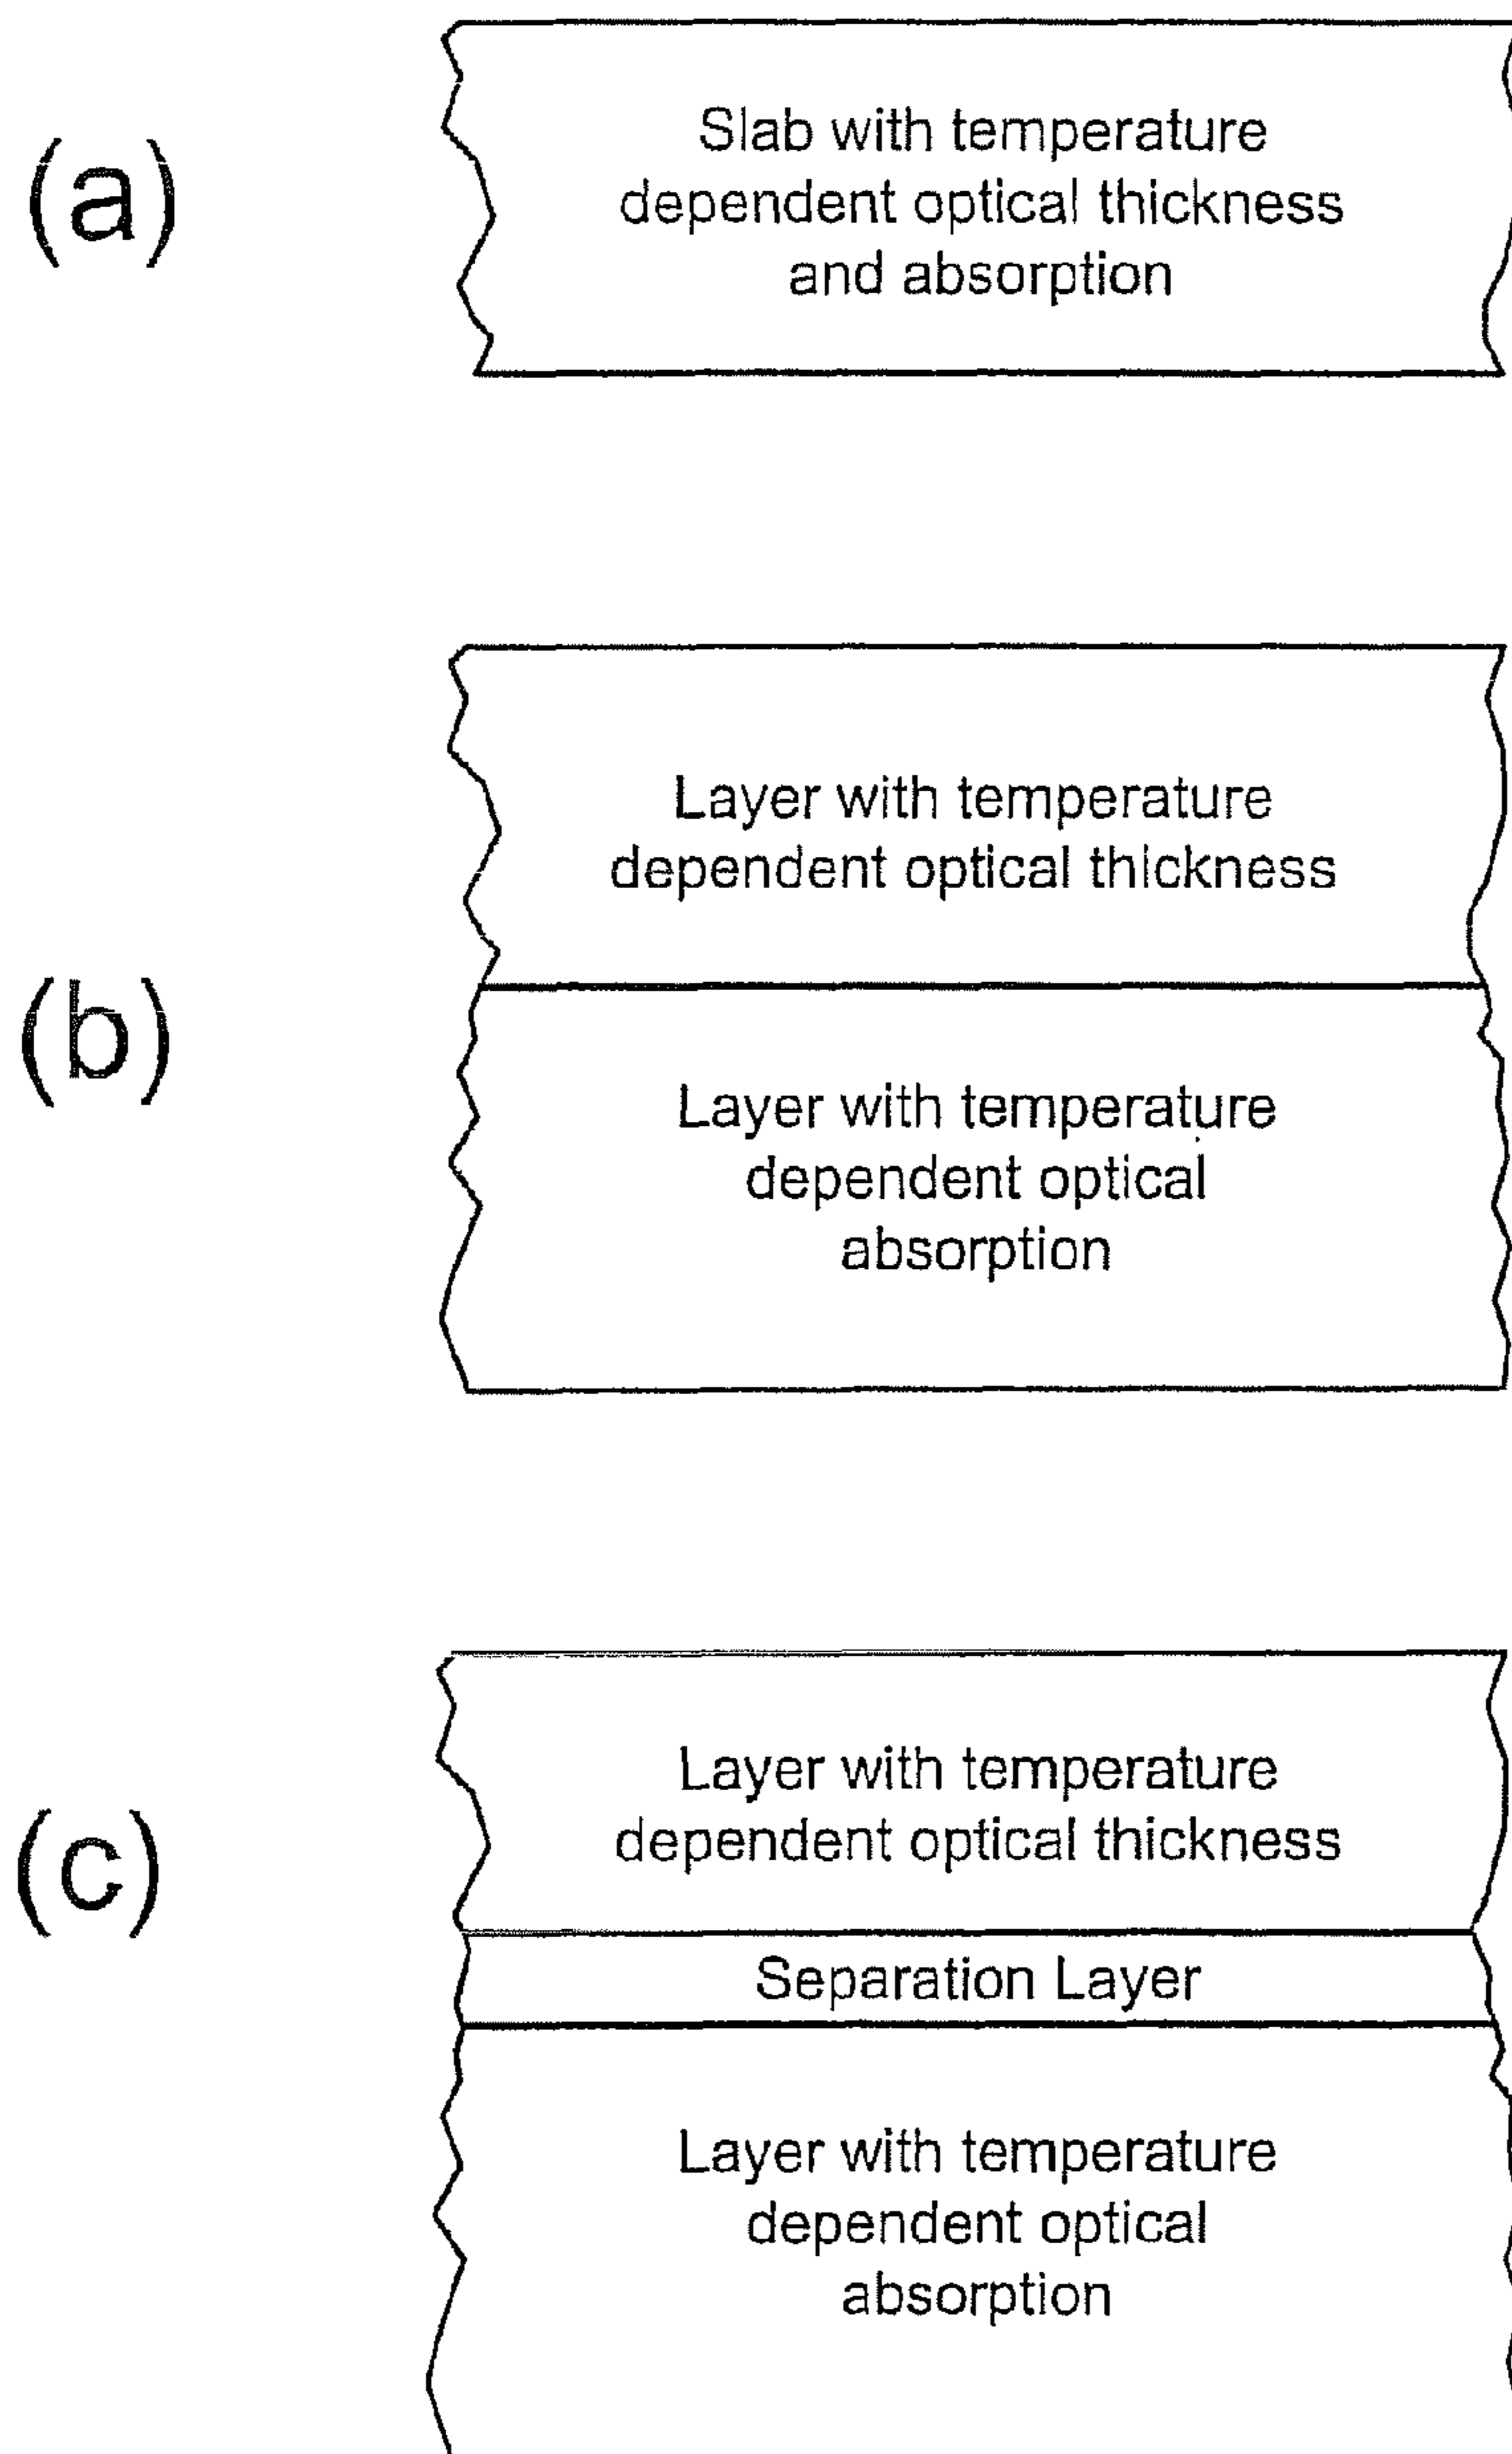 (a)
Slab with temperature
dependent optical thickness
and absorption
(b)
Layer with temperature
dependent optical thickness
Layer with temperature
dependent optical
absorption
(c)
Layer with temperature
dependent optical thickness
Separation Layer
Layer with temperature
dependent optical
absorption